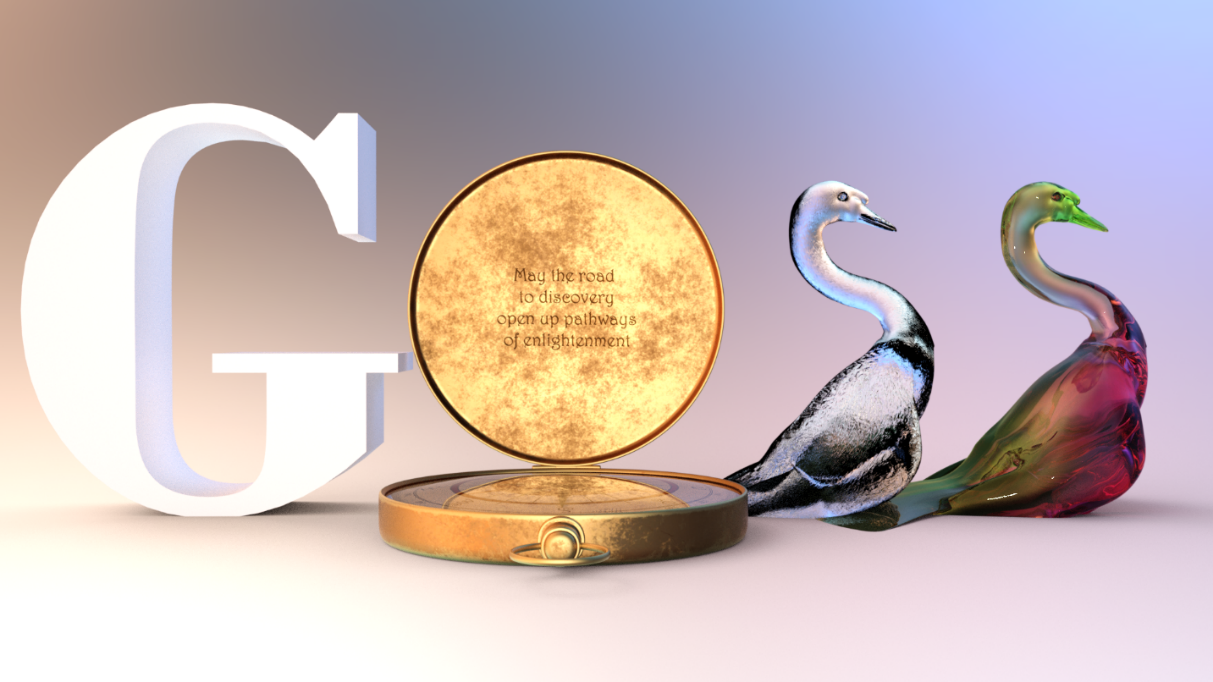 G
May the road
to discovery
open up pathways
of enlightenment